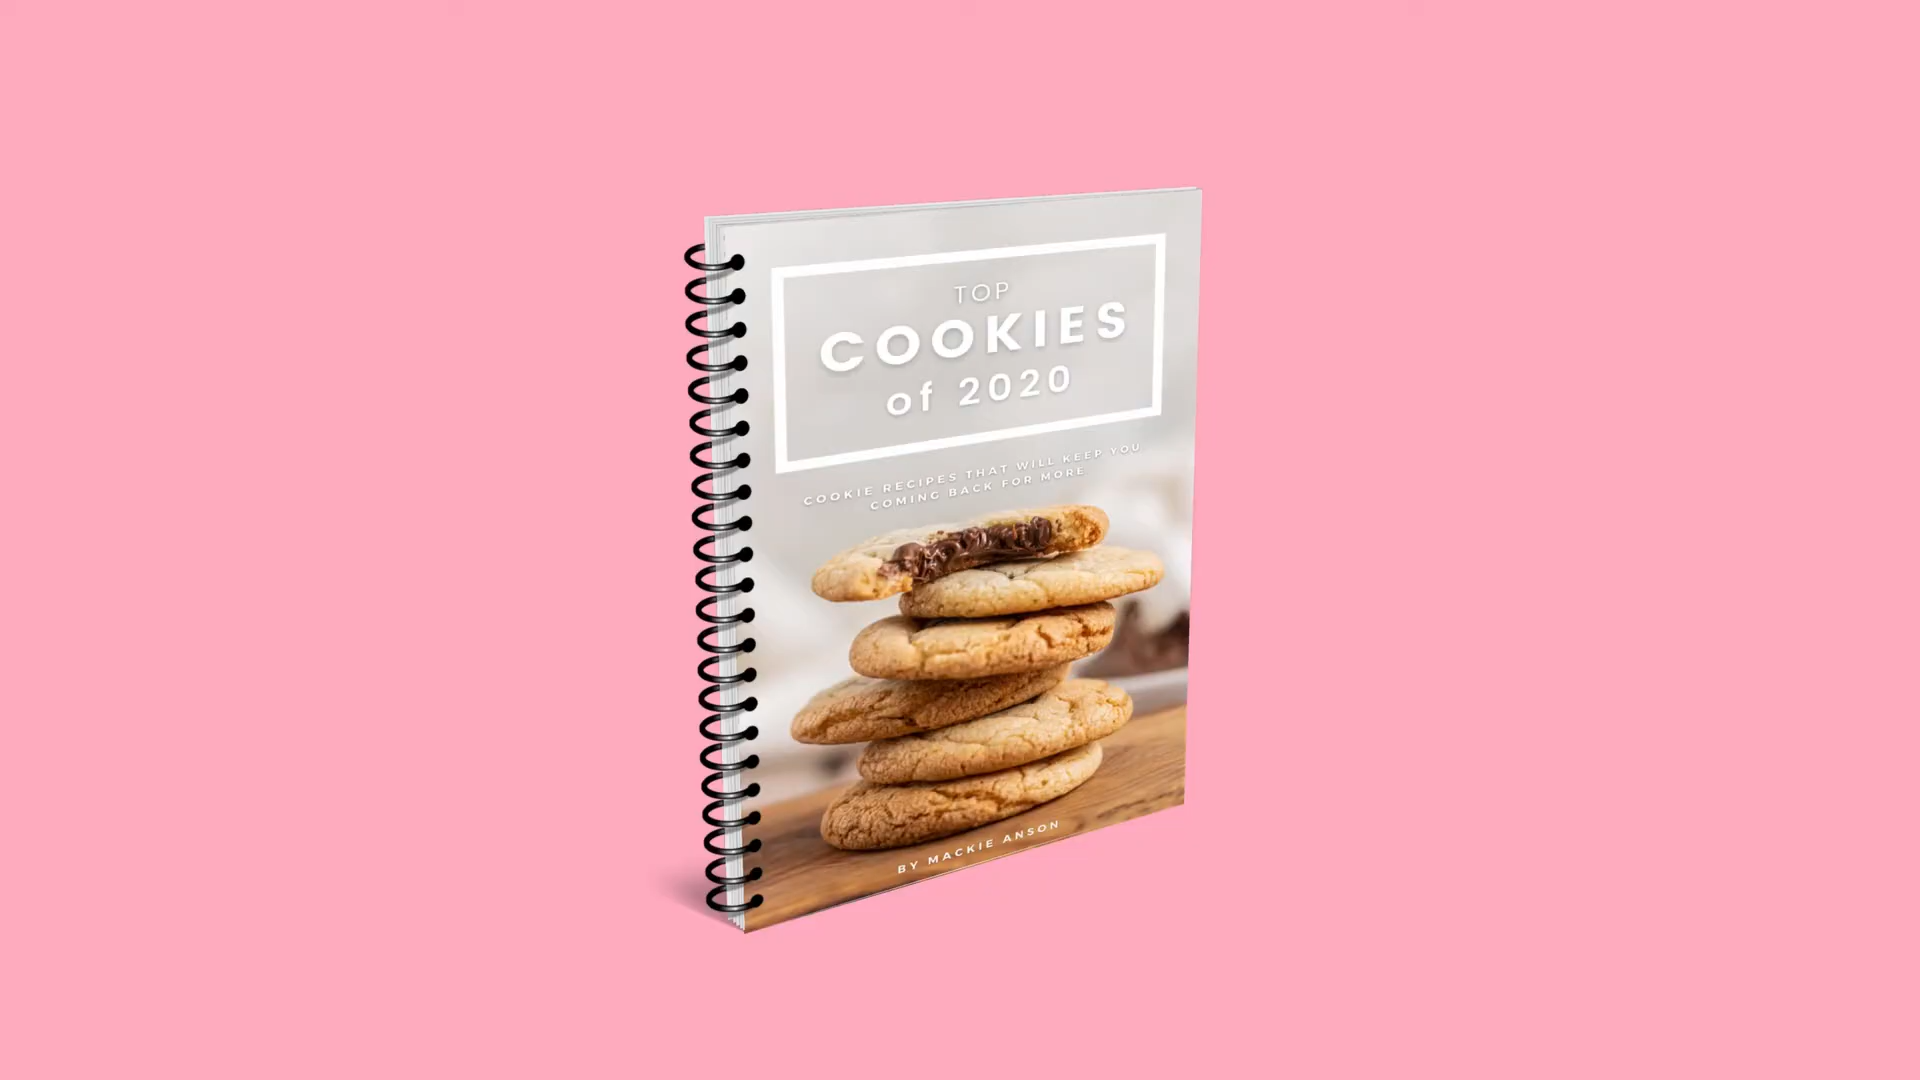 TOP
COOKIES
of 2020
COOKIE RECIPES THAT WILL KEEP YOU
COMING BACK FOR MORE
BY MACKIE ANSON